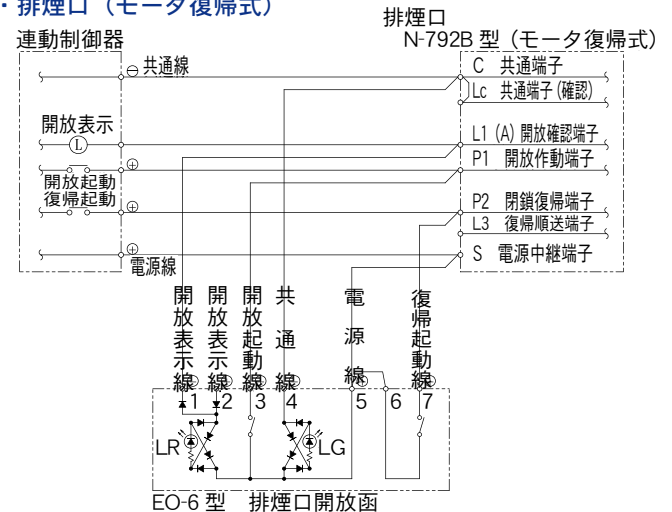 ・排煙口（モータ復帰式）
連動制御器
排煙口
N-792B 型（モータ復帰式）
⊖ 共通線
C 共通端子
Lc 共通端子(確認)
開放表示
L
L1 (A) 開放確認端子
⊕
P1 開放作動端子
開放起動
復帰起動
⊕
P2 閉鎖復帰端子
L3 復帰順送端子
⊕
電源線
S 電源中継端子
開放表示線
開放表示線
開放起動線
共通線
電源線
復帰起動線
1 2 3 4 5 6 7
LR LG
EO-6 型 排煙口開放函